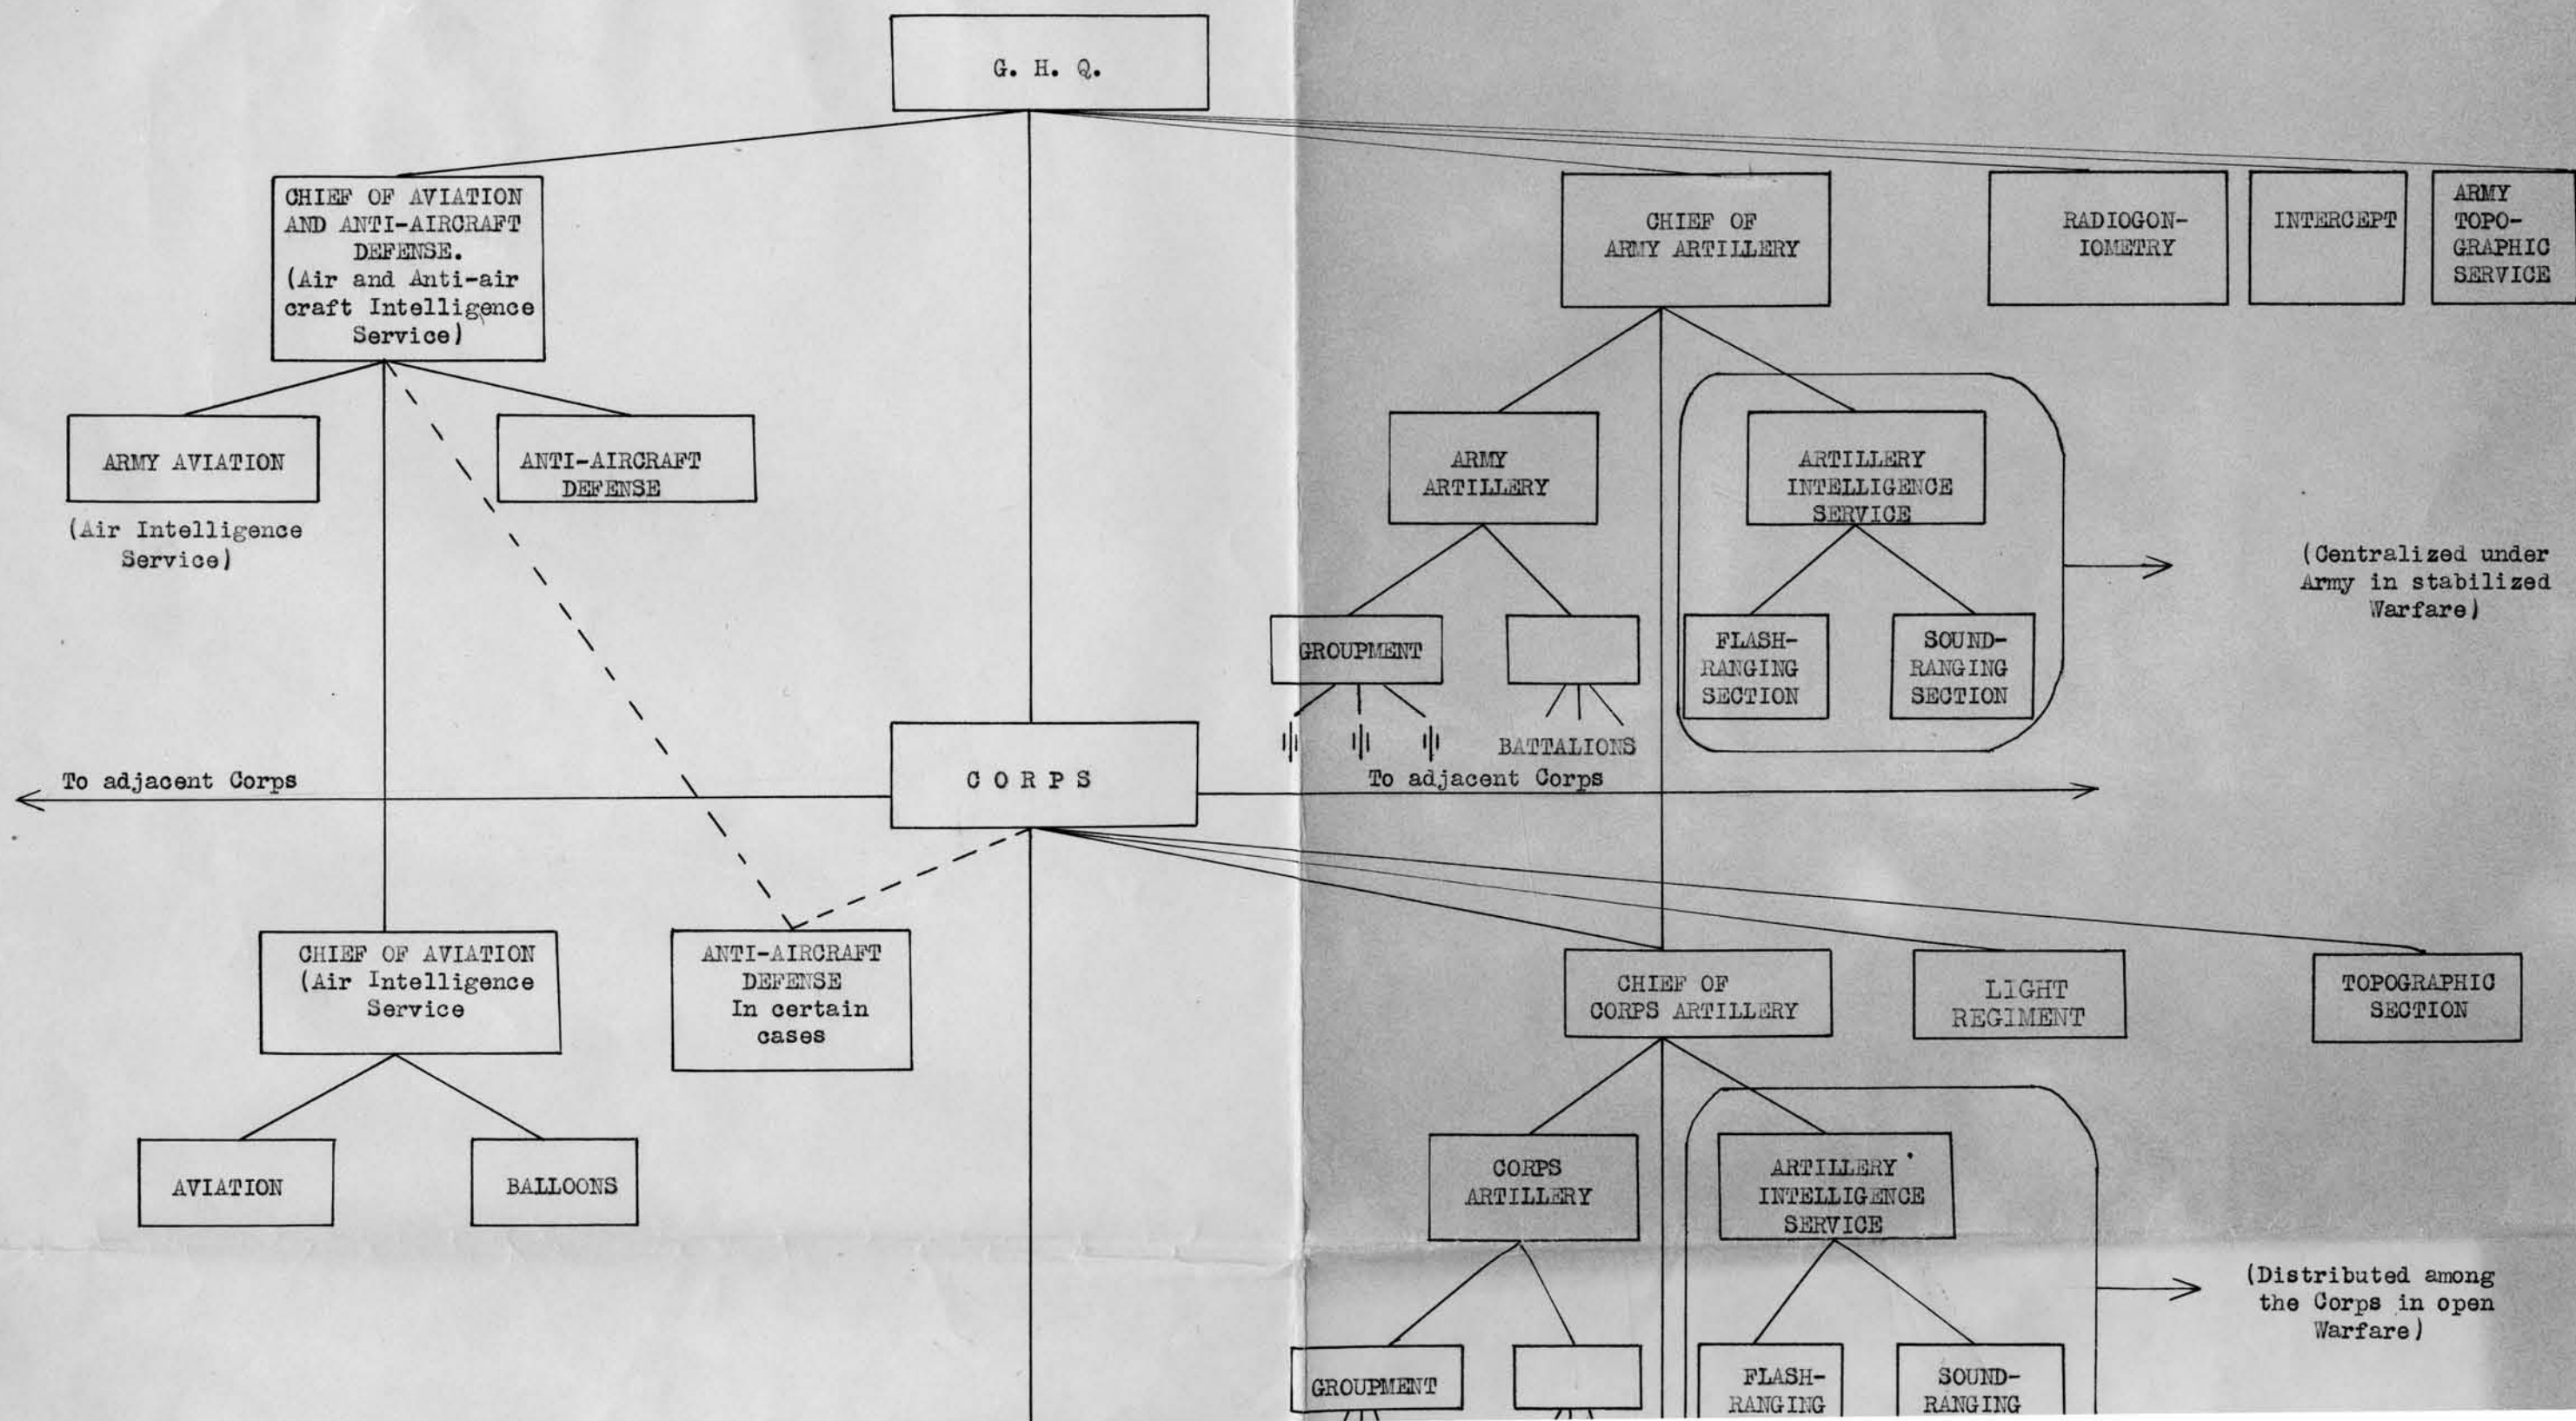 G. H. Q.
CHIEF OF AVIATION
AND ANTI-AIRCRAFT
DEFENSE.
(Air and Anti-air
craft Intelligence
Service)
CHIEF OF
ARMY ARTILLERY
RADIOGON-
IOMETRY
INTERCEPT
ARMY
TOPO-
GRAPHIC
SERVICE
ARMY AVIATION
(Air Intelligence
Service)
ANTI-AIRCRAFT
DEFENSE
ARMY
ARTILLERY
ARTILLERY
INTELLIGENCE
SERVICE
(Centralized under
Army in stabilized
Warfare)
GROUPMENT
BATTALIONS
FLASH-
RANGING
SECTION
SOUND-
RANGING
SECTION
To adjacent Corps
CORPS
To adjacent Corps
CHIEF OF AVIATION
(Air Intelligence
Service
ANTI-AIRCRAFT
DEFENSE
In certain
cases
CHIEF OF
CORPS ARTILLERY
LIGHT
REGIMENT
TOPOGRAPHIC
SECTION
AVIATION
BALLOONS
CORPS
ARTILLERY
ARTILLERY
INTELLIGENCE
SERVICE
(Distributed among
the Corps in open
Warfare)
GROUPMENT
FLASH-
RANGING
SOUND-
RANGING